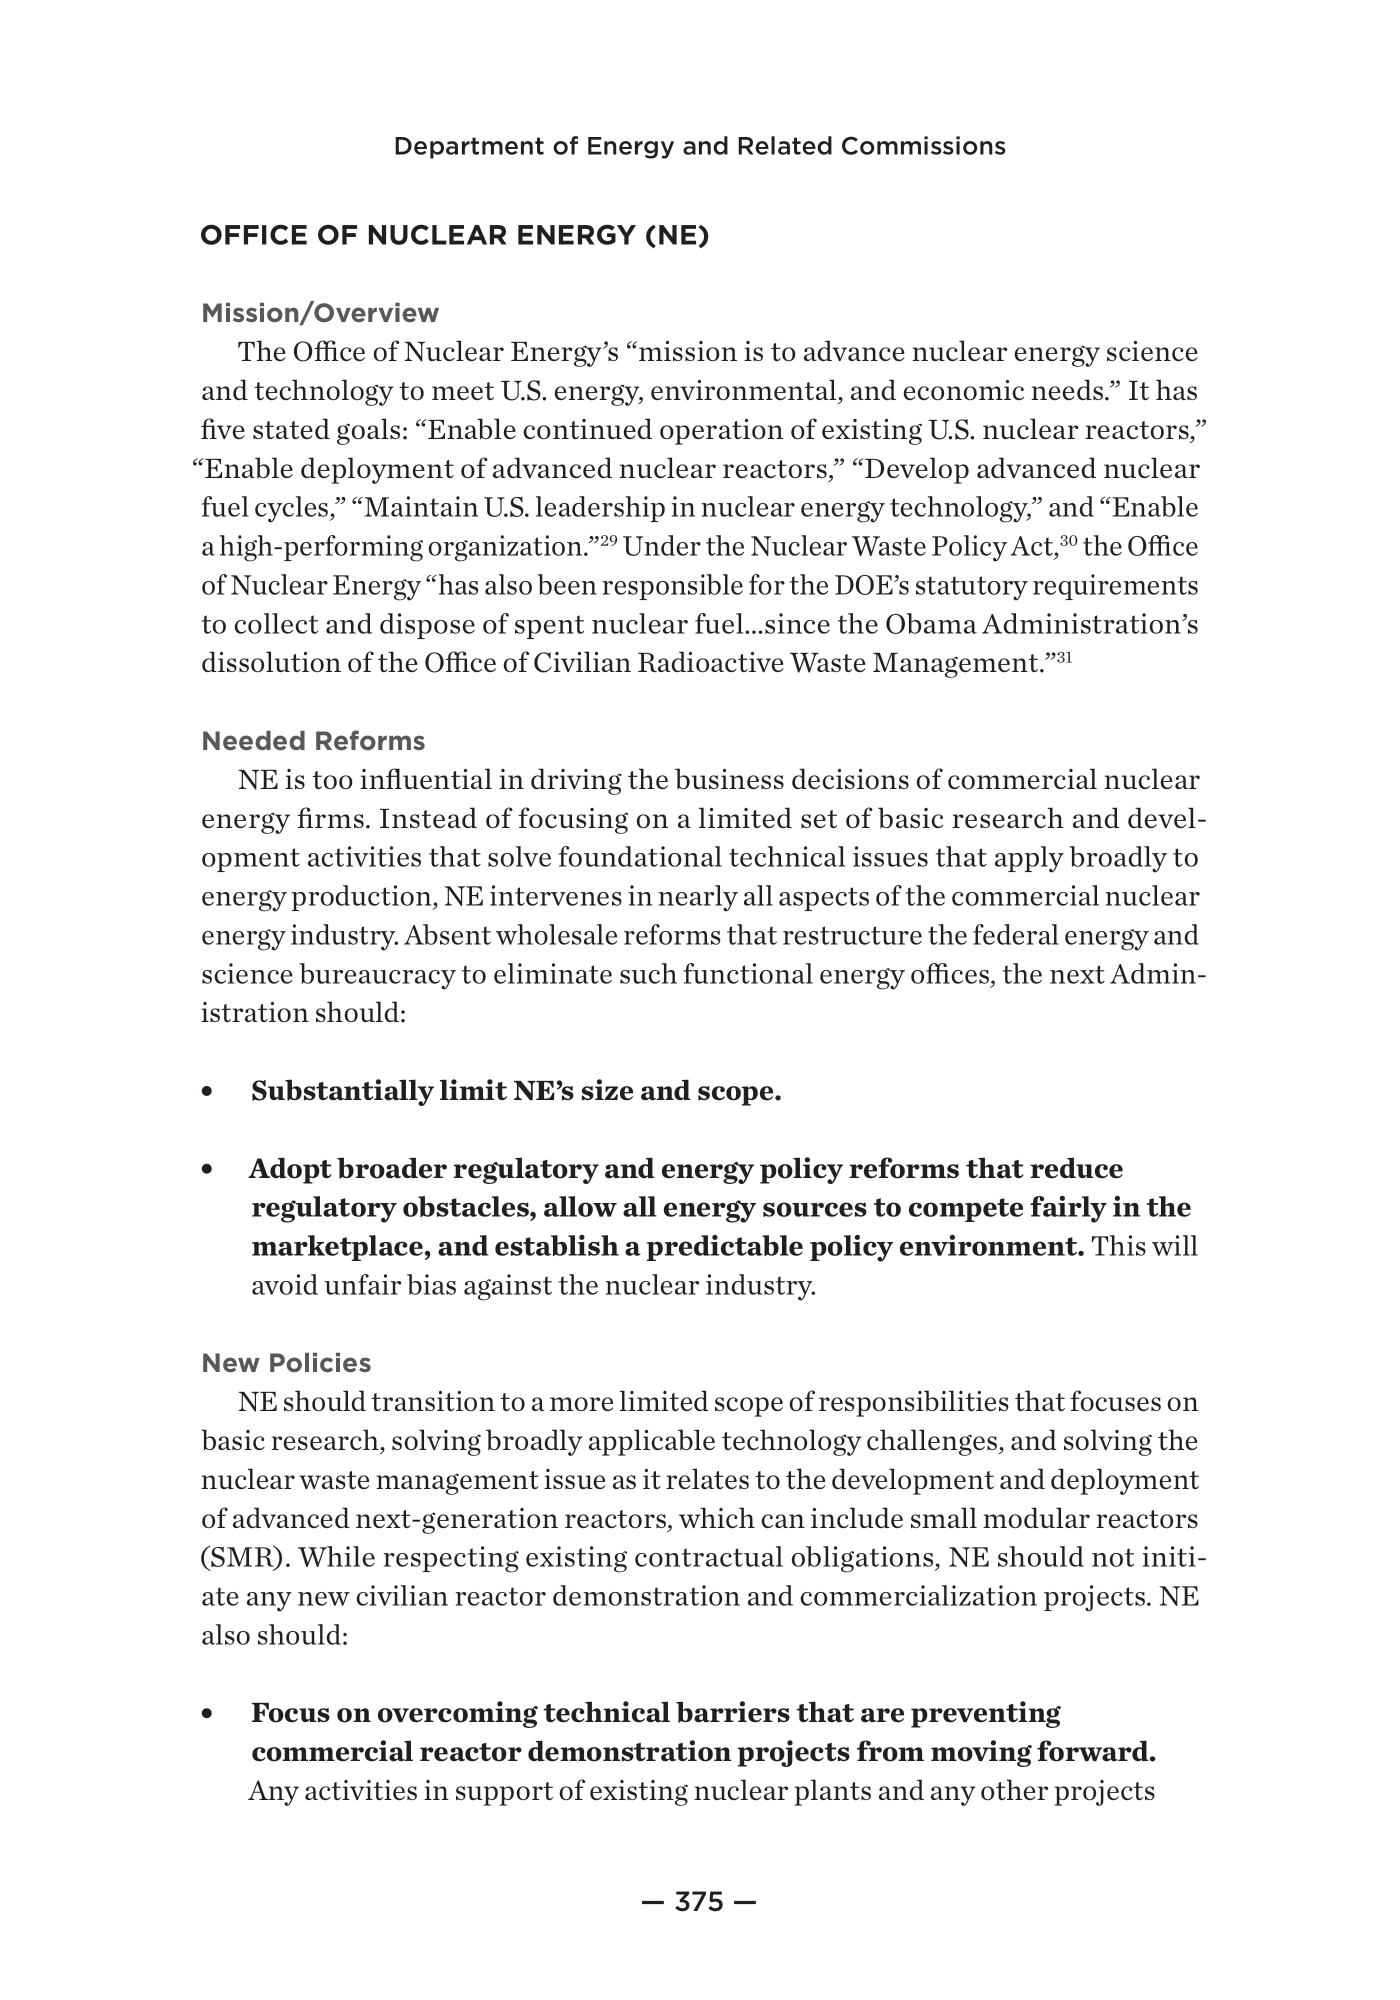 Department of Energy and Related Commissions
OFFICE OF NUCLEAR ENERGY (NE)
Mission/Overview
The Office of Nuclear Energy’s “mission is to advance nuclear energy science
and technology to meet U.S. energy, environmental, and economic needs.” It has
five stated goals: “Enable continued operation of existing U.S. nuclear reactors,”
“Enable deployment of advanced nuclear reactors,” “Develop advanced nuclear
fuel cycles,” “Maintain U.S. leadership in nuclear energy technology,” and “Enable
a high-performing organization.”29 Under the Nuclear Waste Policy Act,30 the Office
of Nuclear Energy “has also been responsible for the DOE’s statutory requirements
to collect and dispose of spent nuclear fuel…since the Obama Administration’s
dissolution of the Office of Civilian Radioactive Waste Management.”31
Needed Reforms
NE is too influential in driving the business decisions of commercial nuclear
energy firms. Instead of focusing on a limited set of basic research and devel-
opment activities that solve foundational technical issues that apply broadly to
energy production, NE intervenes in nearly all aspects of the commercial nuclear
energy industry. Absent wholesale reforms that restructure the federal energy and
science bureaucracy to eliminate such functional energy offices, the next Admin-
istration should:
• Substantially limit NE’s size and scope.
• Adopt broader regulatory and energy policy reforms that reduce
regulatory obstacles, allow all energy sources to compete fairly in the
marketplace, and establish a predictable policy environment. This will
avoid unfair bias against the nuclear industry.
New Policies
NE should transition to a more limited scope of responsibilities that focuses on
basic research, solving broadly applicable technology challenges, and solving the
nuclear waste management issue as it relates to the development and deployment
of advanced next-generation reactors, which can include small modular reactors
(SMR). While respecting existing contractual obligations, NE should not initi-
ate any new civilian reactor demonstration and commercialization projects. NE
also should:
• Focus on overcoming technical barriers that are preventing
commercial reactor demonstration projects from moving forward.
Any activities in support of existing nuclear plants and any other projects
— 375 —